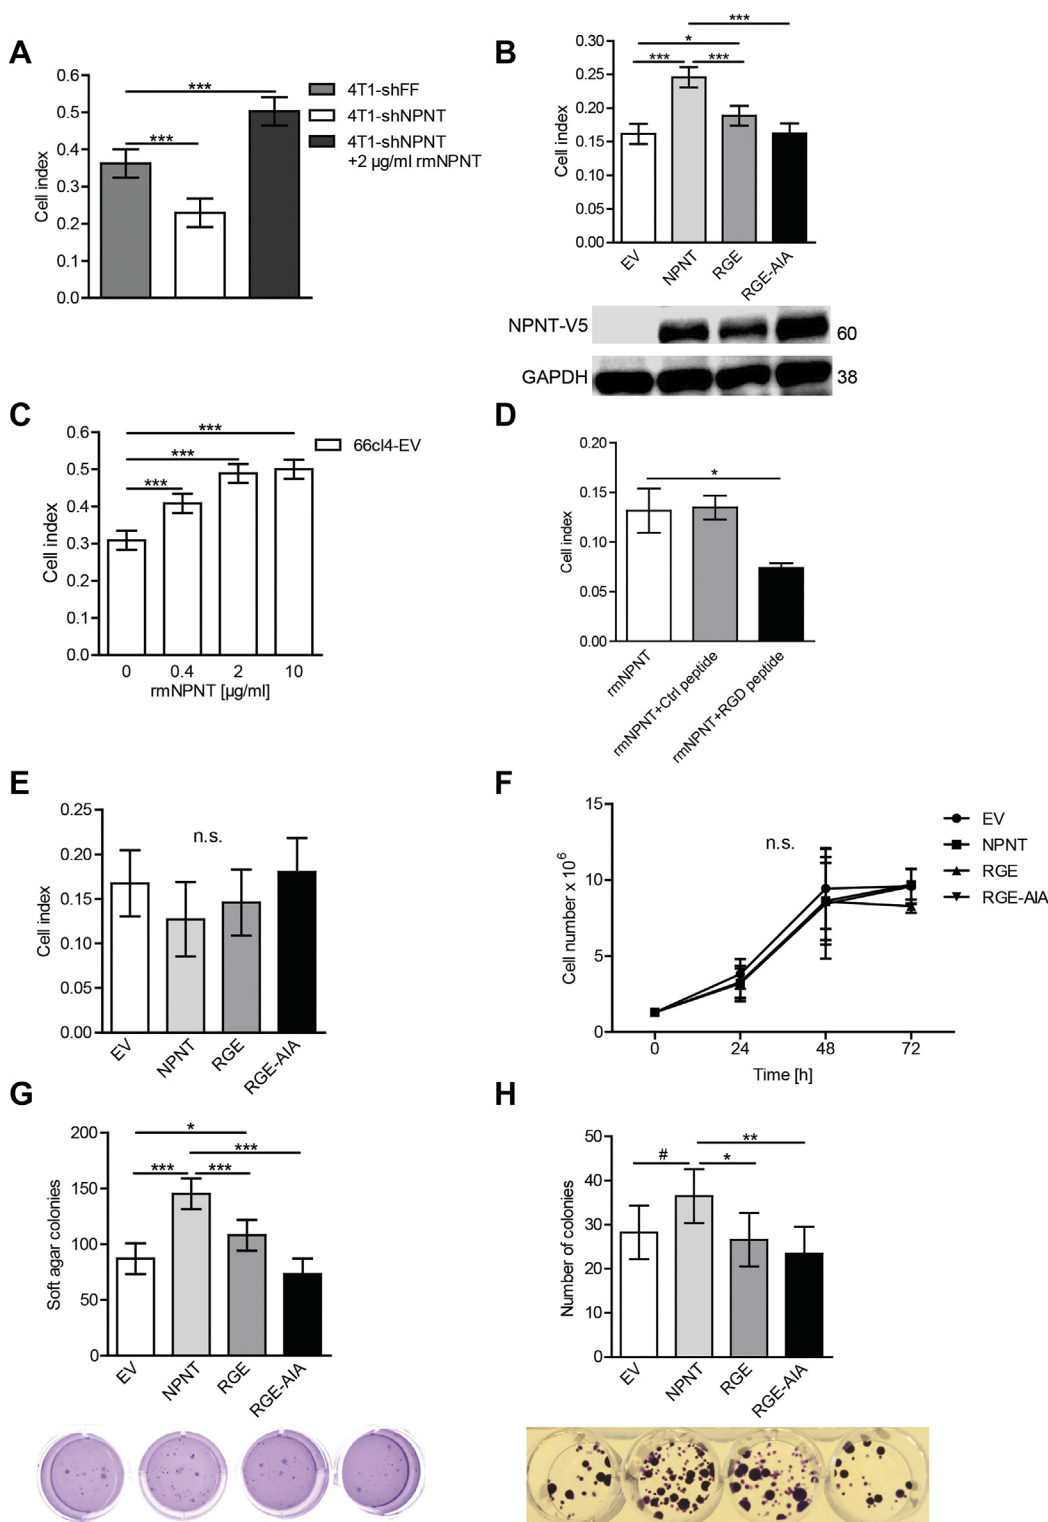 A
***
***
0.6
0.5
0.4
0.3
0.2
0.1
0.0
Cell index
4T1-shFF
4T1-shNPNT
4T1-shNPNT
+2 µg/ml rmNPNT
B
***
*
*** ***
0.30
0.25
0.20
0.15
0.10
0.05
0.00
Cell index
EV
NPNT
RGE
RGE-AIA
NPNT-V5
60
GAPDH
38
C
***
***
***
0.6
0.5
0.4
0.3
0.2
0.1
0.0
Cell index
66cl4-EV
0 0.4 2 10
rmNPNT [µg/ml]
D
*
0.20
0.15
0.10
0.05
0.00
Cell index
rmNPNT
rmNPNT+Ctrl peptide
rmNPNT+RGD peptide
E
n.s.
0.25
0.20
0.15
0.10
0.05
0.00
Cell index
EV
NPNT
RGE
RGE-AIA
F
n.s.
15
10
5
0
Cell number x 10⁶
0 24 48 72
Time [h]
EV
NPNT
RGE
RGE-AIA
G
*
***
*** ***
200
150
100
50
0
Soft agar colonies
EV
NPNT
RGE
RGE-AIA
H
**
# *
50
40
30
20
10
0
Number of colonies
EV
NPNT
RGE
RGE-AIA